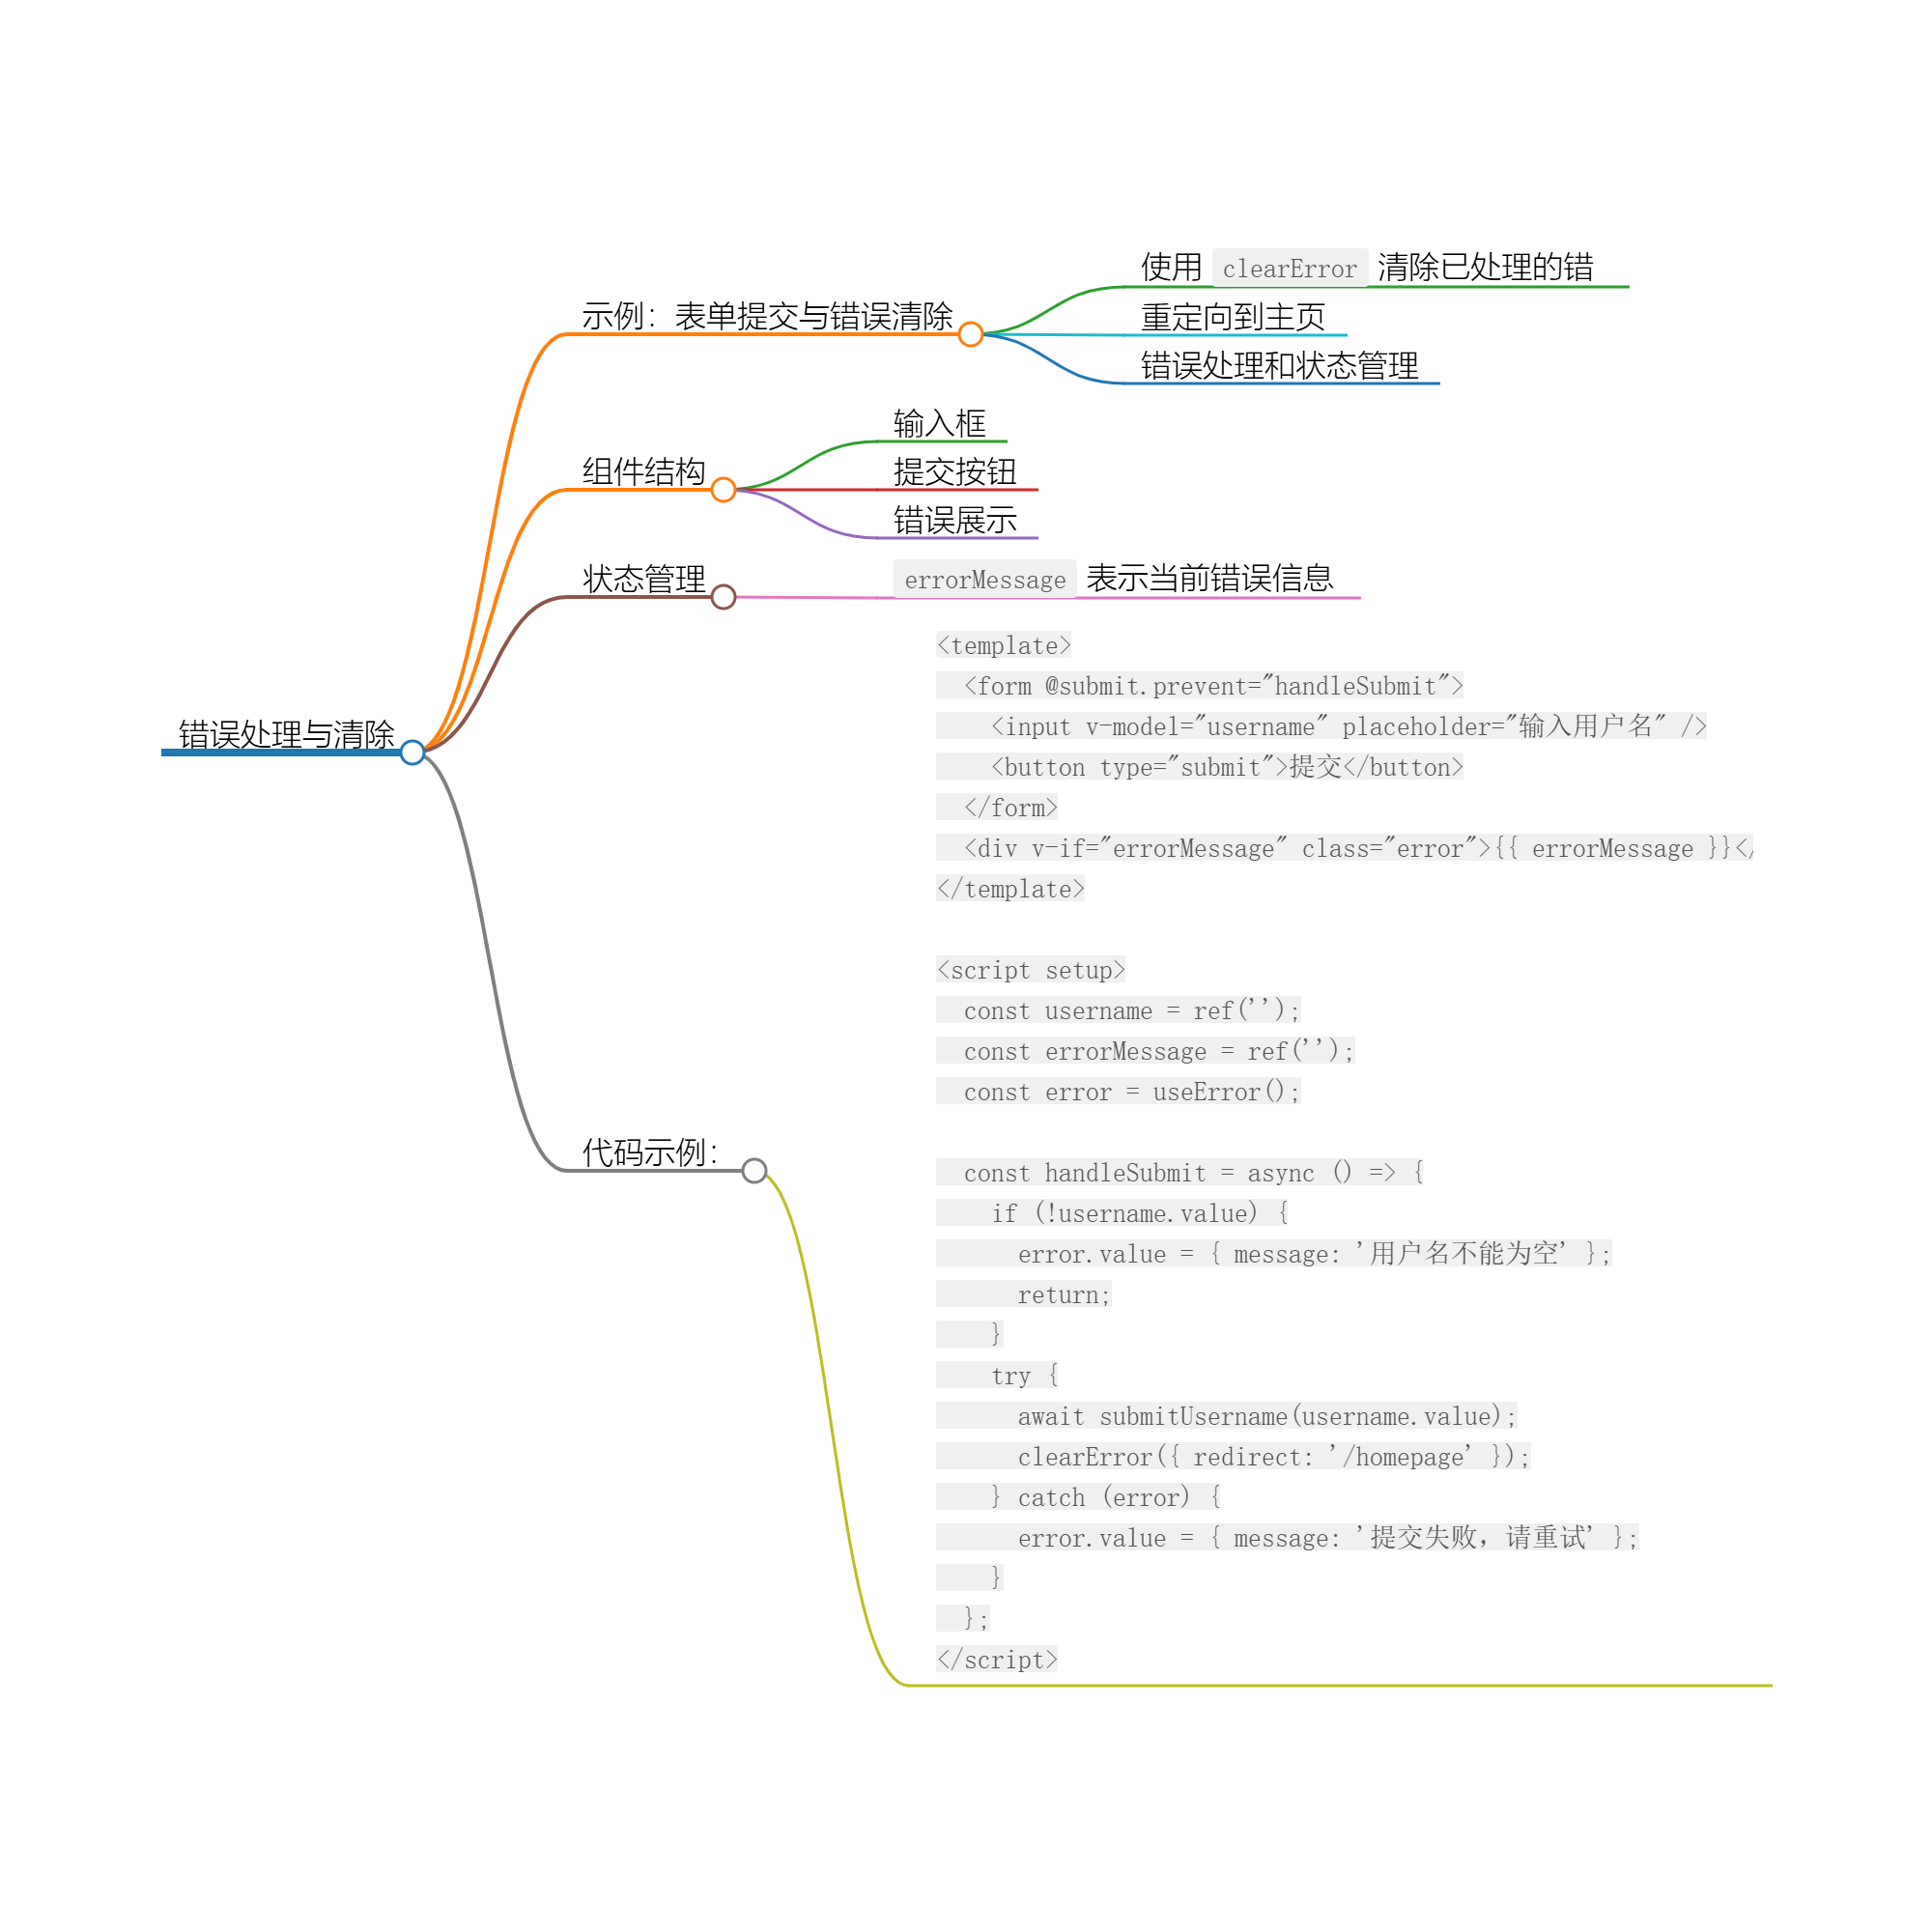 错误处理与清除
示例：表单提交与错误清除
使用 clearError 清除已处理的错
重定向到主页
错误处理和状态管理
组件结构
输入框
提交按钮
错误展示
状态管理
errorMessage 表示当前错误信息
代码示例：
<template>
  <form @submit.prevent="handleSubmit">
    <input v-model="username" placeholder="输入用户名" />
    <button type="submit">提交</button>
  </form>
  <div v-if="errorMessage" class="error">{{ errorMessage }}</
</template>

<script setup>
  const username = ref('');
  const errorMessage = ref('');
  const error = useError();

  const handleSubmit = async () => {
    if (!username.value) {
      error.value = { message: '用户名不能为空' };
      return;
    }
    try {
      await submitUsername(username.value);
      clearError({ redirect: '/homepage' });
    } catch (error) {
      error.value = { message: '提交失败，请重试' };
    }
  };
</script>